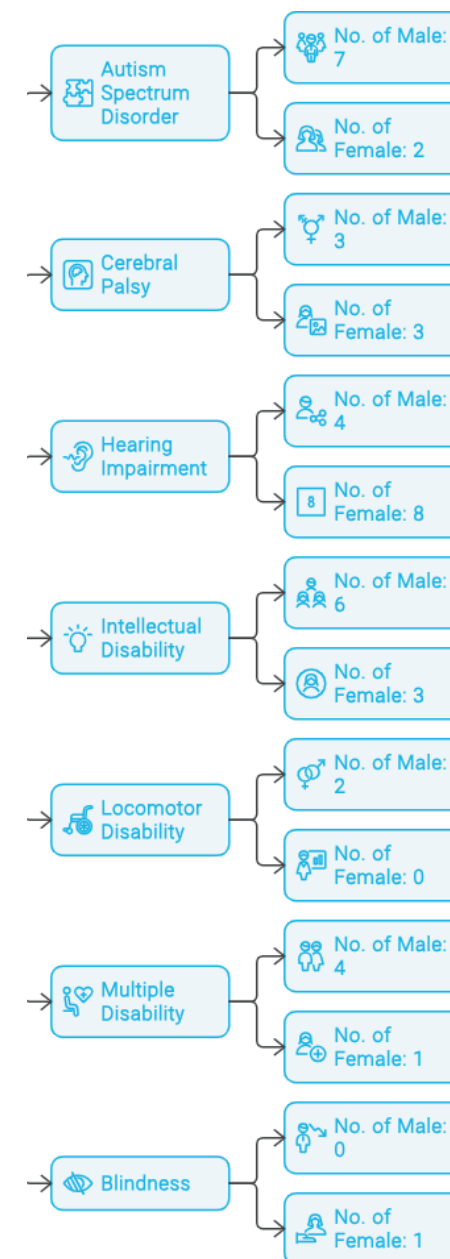 Autism
Spectrum
Disorder
No. of Male:
7
No. of
Female: 2
Cerebral
Palsy
No. of Male:
3
No. of
Female: 3
Hearing
Impairment
No. of Male:
4
8
No. of
Female: 8
Intellectual
Disability
No. of Male:
6
No. of
Female: 3
Locomotor
Disability
No. of Male:
2
No. of
Female: 0
Multiple
Disability
No. of Male:
4
No. of
Female: 1
Blindness
No. of Male:
0
No. of
Female: 1